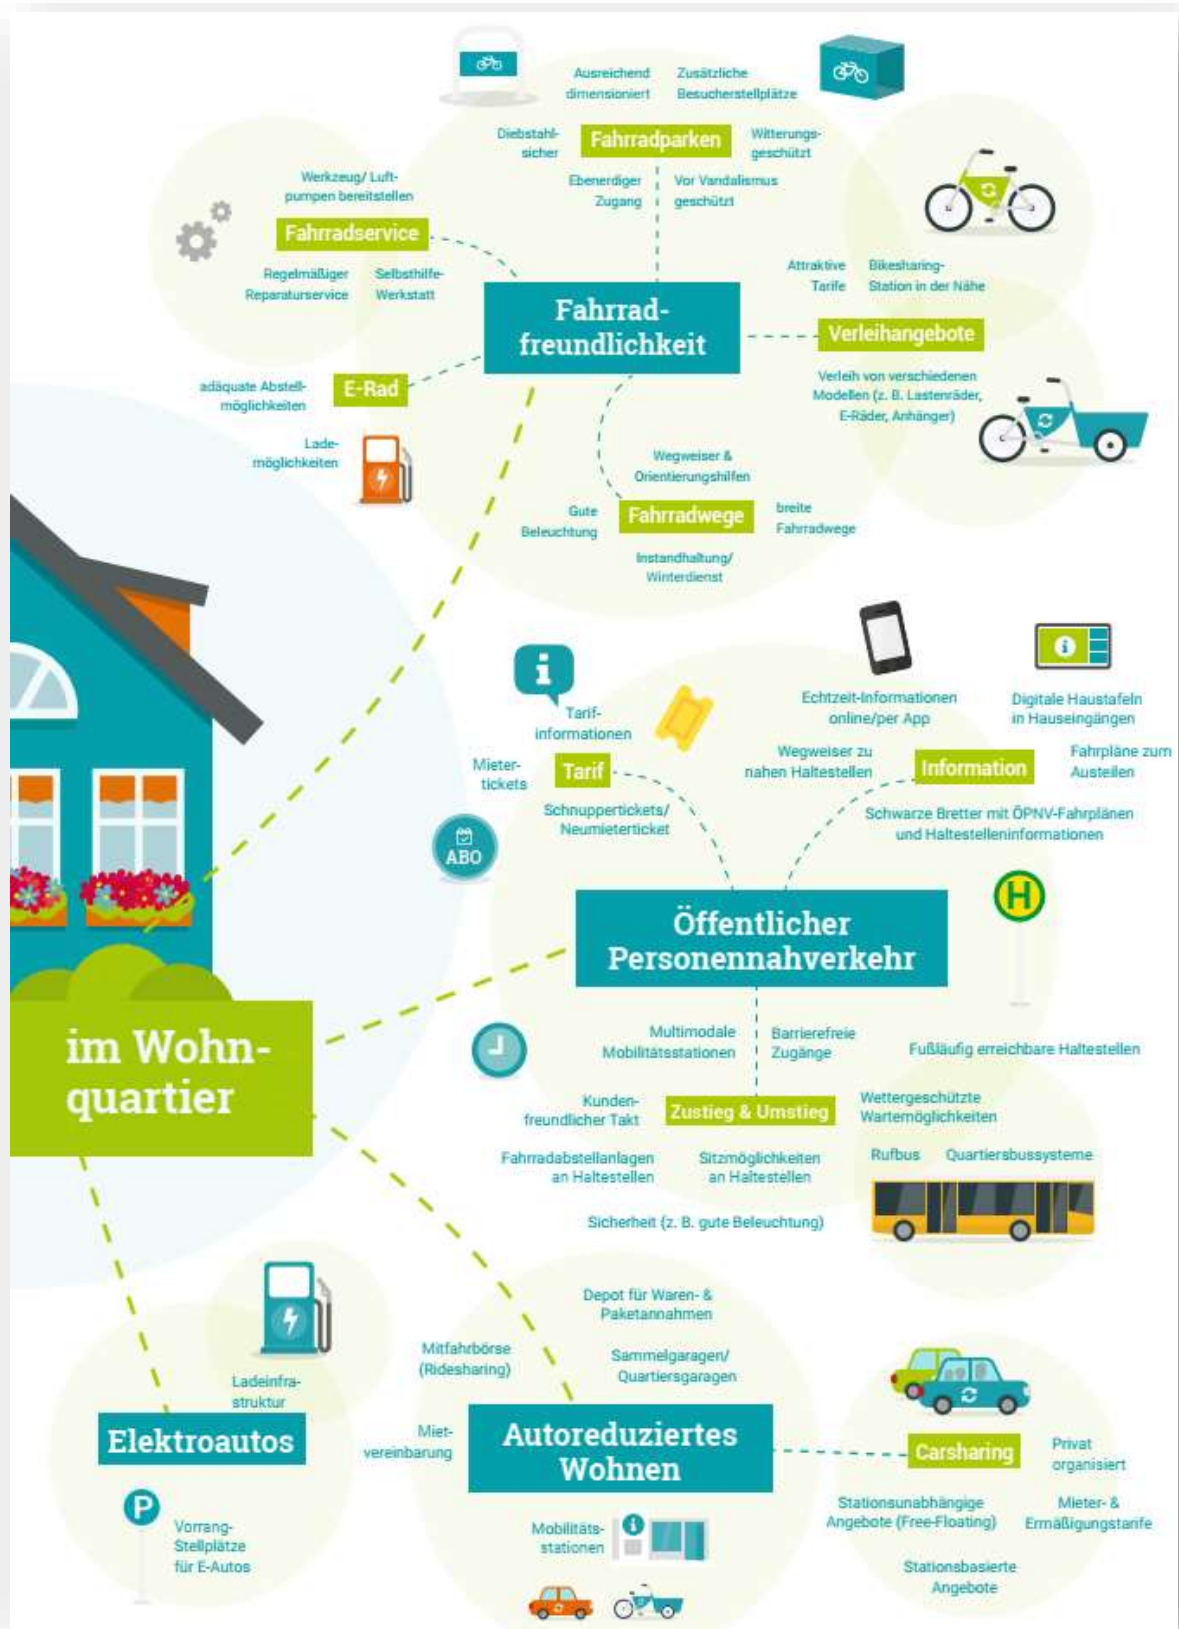 Ausreichend
dimensioniert
Zusätzliche
Besucherstellplätze
Diebstahl-
sicher
Fahrradparken
Witterungs-
geschützt
Ebenerdiger
Zugang
Vor Vandalismus
geschützt
Werkzeug/ Luft-
pumpen bereitstellen
Fahrradservice
Regelmäßiger
Reparaturservice
Selbsthilfe-
Werkstatt
Fahrrad-
freundlichkeit
Attraktive
Tarife
Bikesharing-
Station in der Nähe
Verleihangebote
Verleih von verschiedenen
Modellen (z. B. Lastenräder,
E-Räder, Anhänger)
adäquate Abstell-
möglichkeiten
E-Rad
Lade-
möglichkeiten
Wegweiser &
Orientierungshilfen
Gute
Beleuchtung
Fahrradwege
breite
Fahrradwege
Instandhaltung/
Winterdienst
i
Tarif-
informationen
Mieter-
tickets
Tarif
Schnuppertickets/
Neumieterticket
ABO
i
Echtzeit-Informationen
online/per App
Digitale Haustafeln
in Hauseingängen
Wegweiser zu
nahen Haltestellen
Information
Fahrpläne zum
Austeilen
Schwarze Bretter mit ÖPNV-Fahrplänen
und Haltestelleninformationen
H
Öffentlicher
Personennahverkehr
im Wohn-
quartier
Multimodale
Mobilitätsstationen
Barrierefreie
Zugänge
Fußläufig erreichbare Haltestellen
Kunden-
freundlicher Takt
Zustieg & Umstieg
Wettergeschützte
Wartemöglichkeiten
Fahrradabstellanlagen
an Haltestellen
Sitzmöglichkeiten
an Haltestellen
Rufbus
Quartiersbussysteme
Sicherheit (z. B. gute Beleuchtung)
Ladeinfra-
struktur
Elektroautos
P
Vorrang-
Stellplätze
für E-Autos
Depot für Waren- &
Paketannahmen
Mitfahrbörse
(Ridesharing)
Sammelgaragen/
Quartiersgaragen
Miet-
vereinbarung
Autoreduziertes
Wohnen
Mobilitäts-
stationen
i
Carsharing
Privat
organisiert
Stationsunabhängige
Angebote (Free-Floating)
Mieter- &
Ermäßigungstarife
Stationsbasierte
Angebote